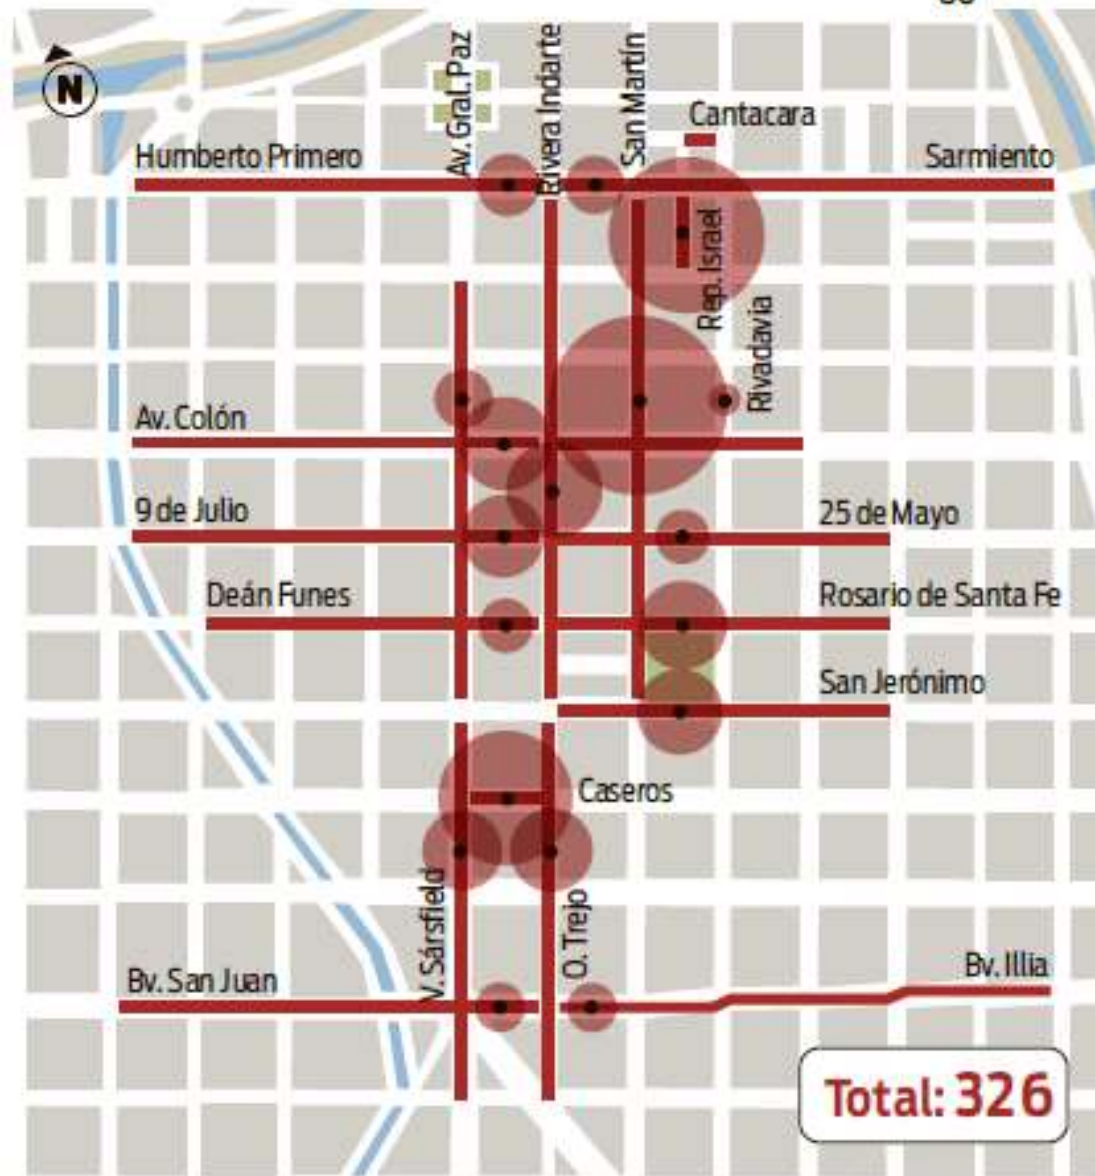 N
Av. Gral. Paz
Rivera Indarte
San Martín
Cantacara
Humberto Primero
Sarmiento
Rep. Israel
Rivadavia
Av. Colón
9 de Julio
25 de Mayo
Deán Funes
Rosario de Santa Fe
San Jerónimo
Caseros
V. Sársfield
O. Trejo
Bv. San Juan
Bv. Illia
Total: 326